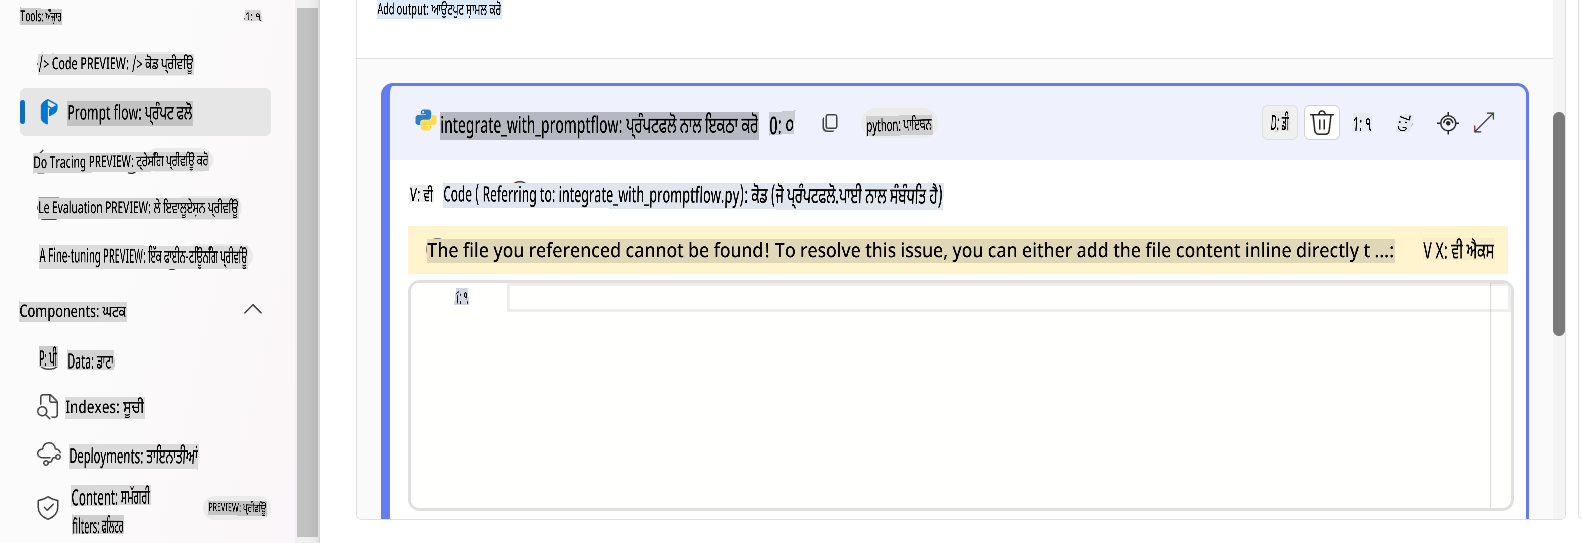 Tools: ਔਜ਼ਾਰ
</> Code PREVIEW: /> ਕੋਡ ਪ੍ਰੀਵਿਊ
Prompt flow: ਪ੍ਰੰਪਟ ਫਲੋ
Do Tracing PREVIEW: ਟ੍ਰੇਸਿੰਗ ਪ੍ਰੀਵਿਊ ਕਰੋ
Le Evaluation PREVIEW: ਲੇ ਇਵਾਲੂਏਸ਼ਨ ਪ੍ਰੀਵਿਊ
A Fine-tuning PREVIEW: ਇੱਕ ਫਾਈਨ-ਟਿਊਨਿੰਗ ਪ੍ਰੀਵਿਊ
Components: ਘਟਕ
P: ਪੀ Data: ਡਾਟਾ
Indexes: ਸੂਚੀ
Deployments: ਤਾਇਨਾਤੀਆਂ
Content: ਸਮੱਗਰੀ
filters: ਫਿਲਟਰ
PREVIEW: ਪ੍ਰੀਵਿਊ
Add output: ਆਉਟਪੁਟ ਸ਼ਾਮਲ ਕਰੋ
integrate_with_promptflow: ਪ੍ਰੰਪਟਫਲੋ ਨਾਲ ਇਕਠਾ ਕਰੋ 0: ੦ python: ਪਾਇਥਨ D: ਡੀ 1: ੧
V: ਵੀ Code ( Referring to: integrate_with_promptflow.py): ਕੋਡ (ਜੋ ਪ੍ਰੰਪਟਫਲੋ.ਪਾਈ ਨਾਲ ਸੰਬੰਧਤਿ ਹੈ)
The file you referenced cannot be found! To resolve this issue, you can either add the file content inline directly t ...: V X: ਵੀ ਐਕਸ